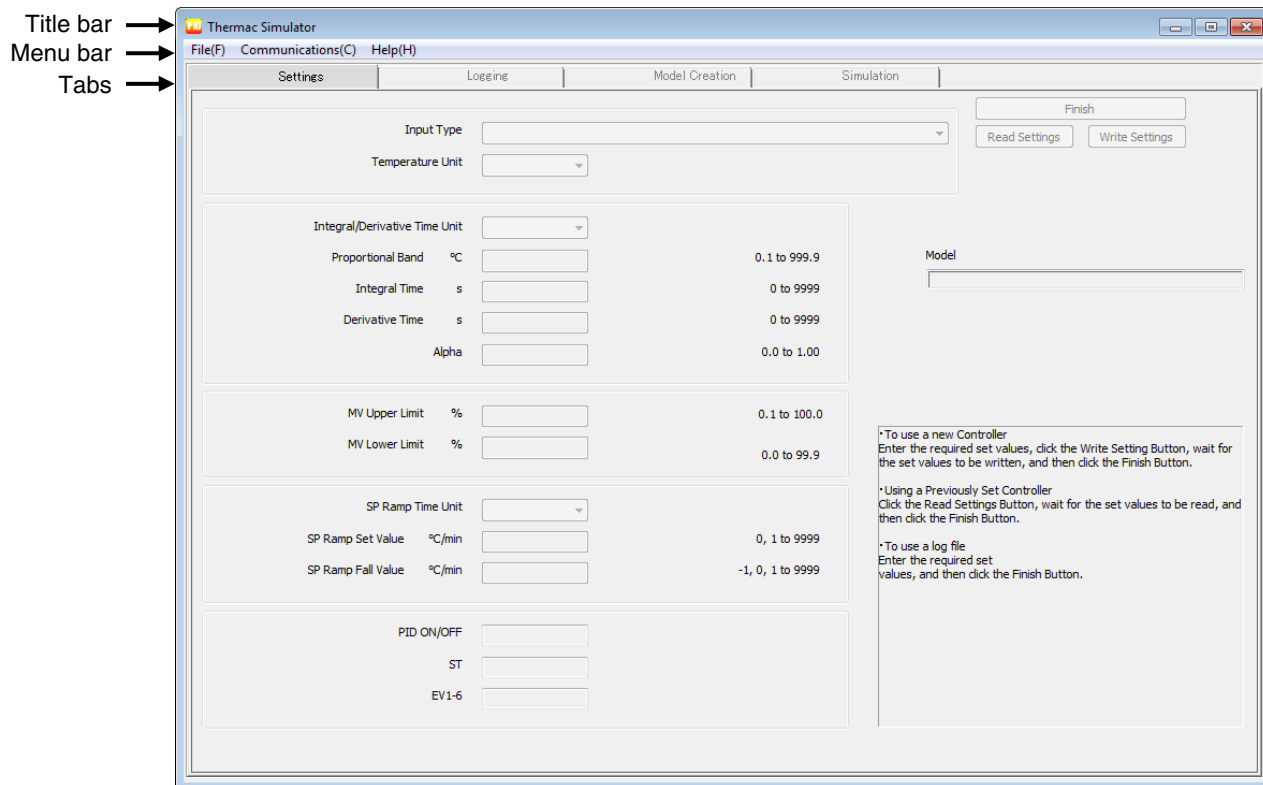 Title bar
Thermac Simulator
Menu bar
File(F) Communications(C) Help(H)
Tabs
Settings Logging Model Creation Simulation
Finish
Input Type
Read Settings Write Settings
Temperature Unit
Integral/Derivative Time Unit
Proportional Band °C 0.1 to 999.9
Model
Integral Time s 0 to 9999
Derivative Time s 0 to 9999
Alpha 0.0 to 1.00
MV Upper Limit % 0.1 to 100.0
MV Lower Limit % 0.0 to 99.9
SP Ramp Time Unit
SP Ramp Set Value °C/min 0, 1 to 9999
SP Ramp Fall Value °C/min -1, 0, 1 to 9999
PID ON/OFF
ST
EV1-6
･To use a new Controller
Enter the required set values, click the Write Setting Button, wait for
the set values to be written, and then click the Finish Button.
･Using a Previously Set Controller
Click the Read Settings Button, wait for the set values to be read, and
then click the Finish Button.
･To use a log file
Enter the required set
values, and then click the Finish Button.